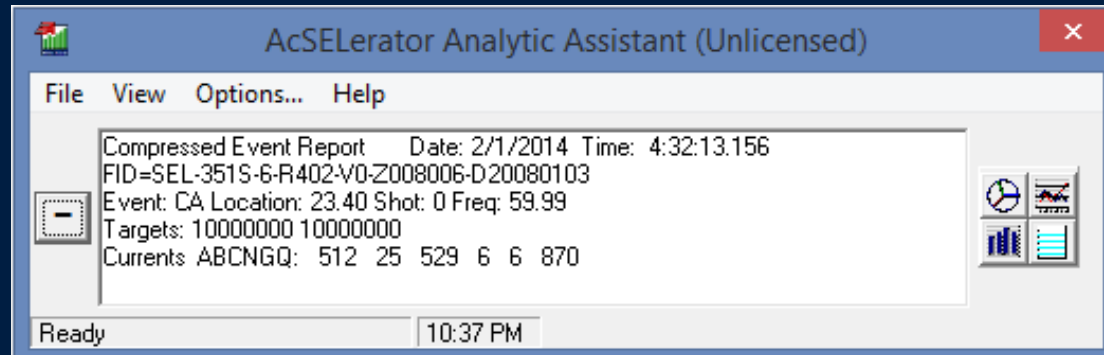 AcSELerator Analytic Assistant (Unlicensed)
File View Options... Help
Compressed Event Report Date: 2/1/2014 Time: 4:32:13.156
FID=SEL-351S-6-R402-V0-Z008006-D20080103
Event: CA Location: 23.40 Shot: 0 Freq: 59.99
Targets: 10000000 10000000
Currents ABCNGQ: 512 25 529 6 6 870
Ready 10:37 PM